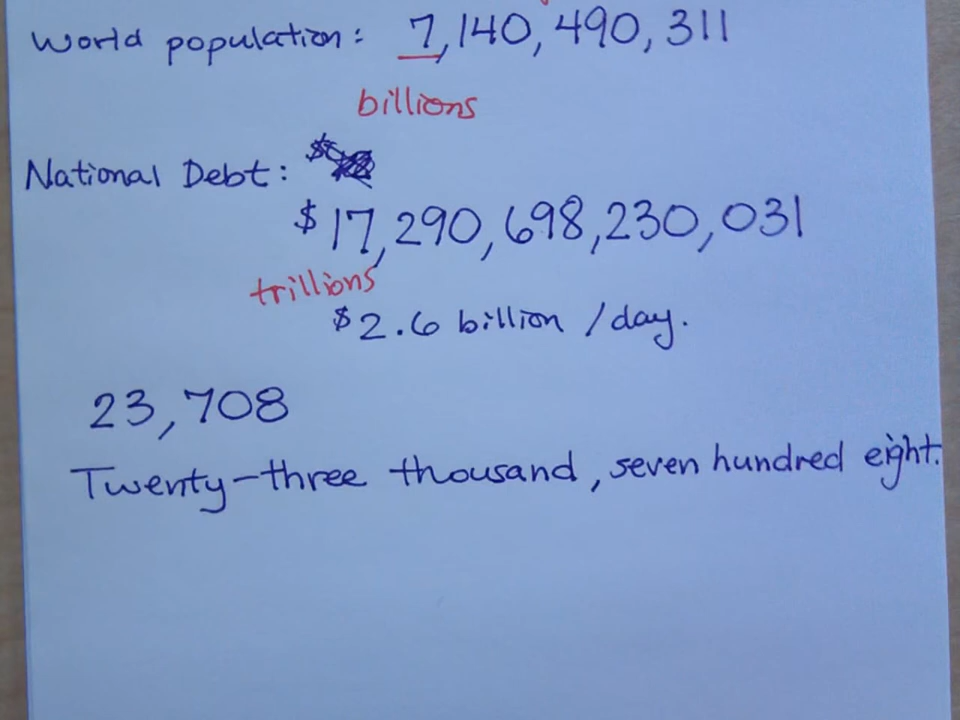 World population: 7,140,490,311
billions
National Debt:
$17,290,698,230,031
trillions
$2.6 billion /day.
23,708
Twenty-three thousand, seven hundred eight.